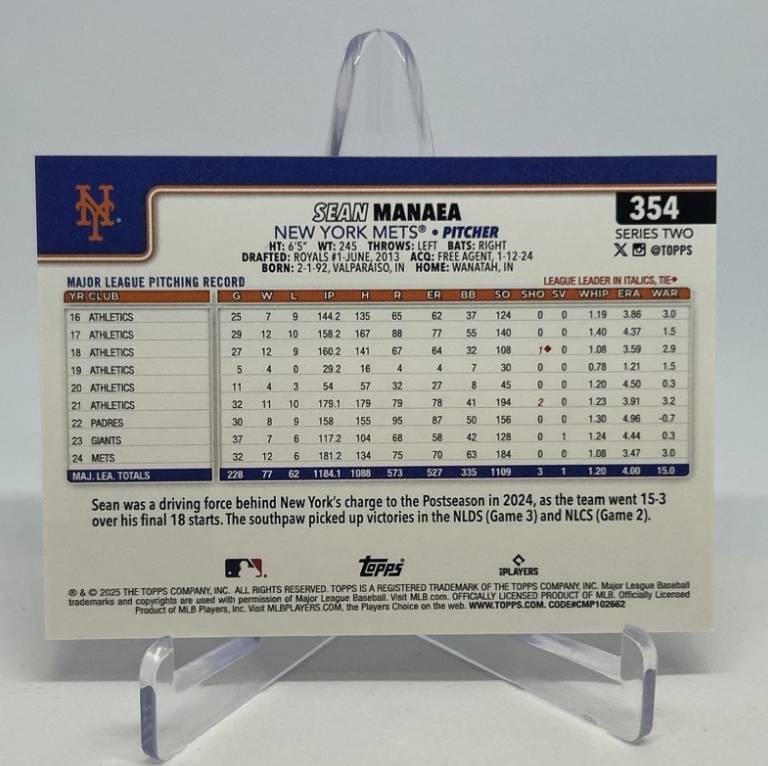 NY
SEAN MANAEA
354
NEW YORK METS® • PITCHER
SERIES TWO
HT: 6'5" WT: 245 THROWS: LEFT BATS: RIGHT
@TOPPS
DRAFTED: ROYALS #1-JUNE, 2013 ACQ: FREE AGENT, 1-12-24
BORN: 2-1-92, VALPARAISO, IN HOME: WANATAH, IN
MAJOR LEAGUE PITCHING RECORD
LEAGUE LEADER IN ITALICS, TIE♦
YR CLUB G W L IP H R ER BB SO SHO SV WHIP ERA WAR
16 ATHLETICS 25 7 9 144.2 135 65 62 37 124 0 0 1.19 3.86 3.0
17 ATHLETICS 29 12 10 158.2 167 88 77 55 140 0 0 1.40 4.37 1.5
18 ATHLETICS 27 12 9 160.2 141 67 64 32 108 1♦ 0 1.08 3.59 2.9
19 ATHLETICS 5 4 0 29.2 16 4 4 7 30 0 0 0.78 1.21 1.5
20 ATHLETICS 11 4 3 54 57 32 27 8 45 0 0 1.20 4.50 0.3
21 ATHLETICS 32 11 10 179.1 179 79 78 41 194 2 0 1.23 3.91 3.2
22 PADRES 30 8 9 158 155 95 87 50 156 0 0 1.30 4.96 -0.7
23 GIANTS 37 7 6 117.2 104 68 58 42 128 0 1 1.24 4.44 0.3
24 METS 32 12 6 181.2 134 75 70 63 184 0 0 1.08 3.47 3.0
MAJ. LEA. TOTALS 228 77 62 1184.1 1088 573 527 335 1109 3 1 1.20 4.00 15.0
Sean was a driving force behind New York's charge to the Postseason in 2024, as the team went 15-3
over his final 18 starts. The southpaw picked up victories in the NLDS (Game 3) and NLCS (Game 2).
Topps
PLAYERS
® & © 2025 THE TOPPS COMPANY, INC. ALL RIGHTS RESERVED. TOPPS IS A REGISTERED TRADEMARK OF THE TOPPS COMPANY, INC. Major League Baseball
trademarks and copyrights are used with permission of Major League Baseball. Visit MLB.com. OFFICIALLY LICENSED PRODUCT OF MLB. Officially Licensed
Product of MLB Players, Inc. Visit MLBPLAYERS.COM, the Players Choice on the web. WWW.TOPPS.COM. CODE#CMP102662